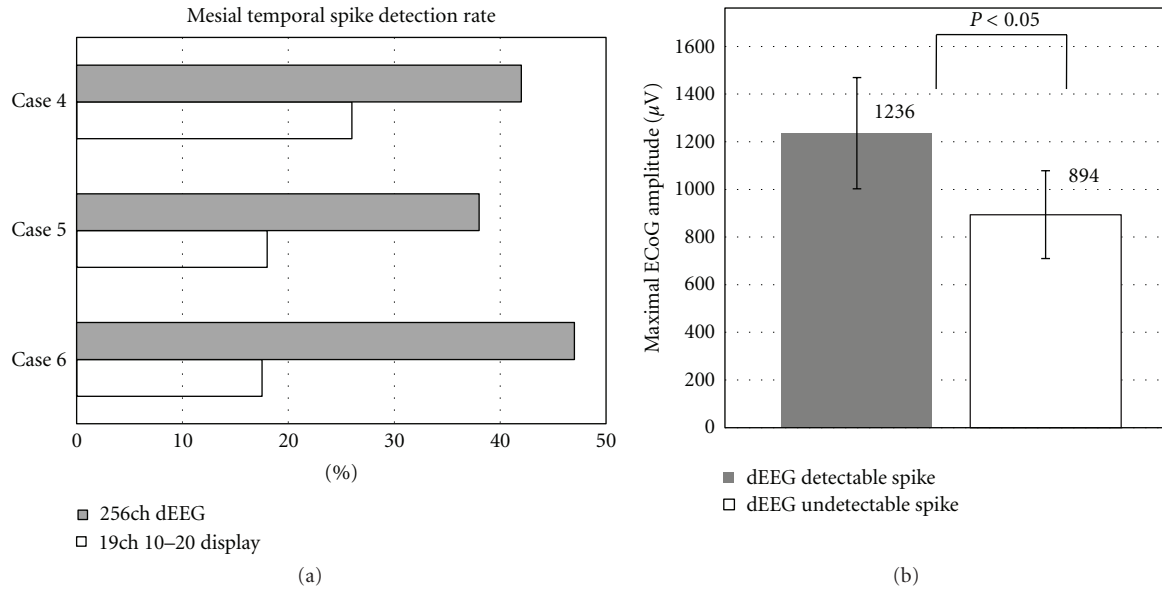 Mesial temporal spike detection rate
Case 4
Case 5
Case 6
0 10 20 30 40 50
(%)
256ch dEEG
19ch 10–20 display
(a)
P < 0.05
1600
1400
1200
1000
800
600
400
200
0
Maximal ECoG amplitude (μV)
1236
894
dEEG detectable spike
dEEG undetectable spike
(b)